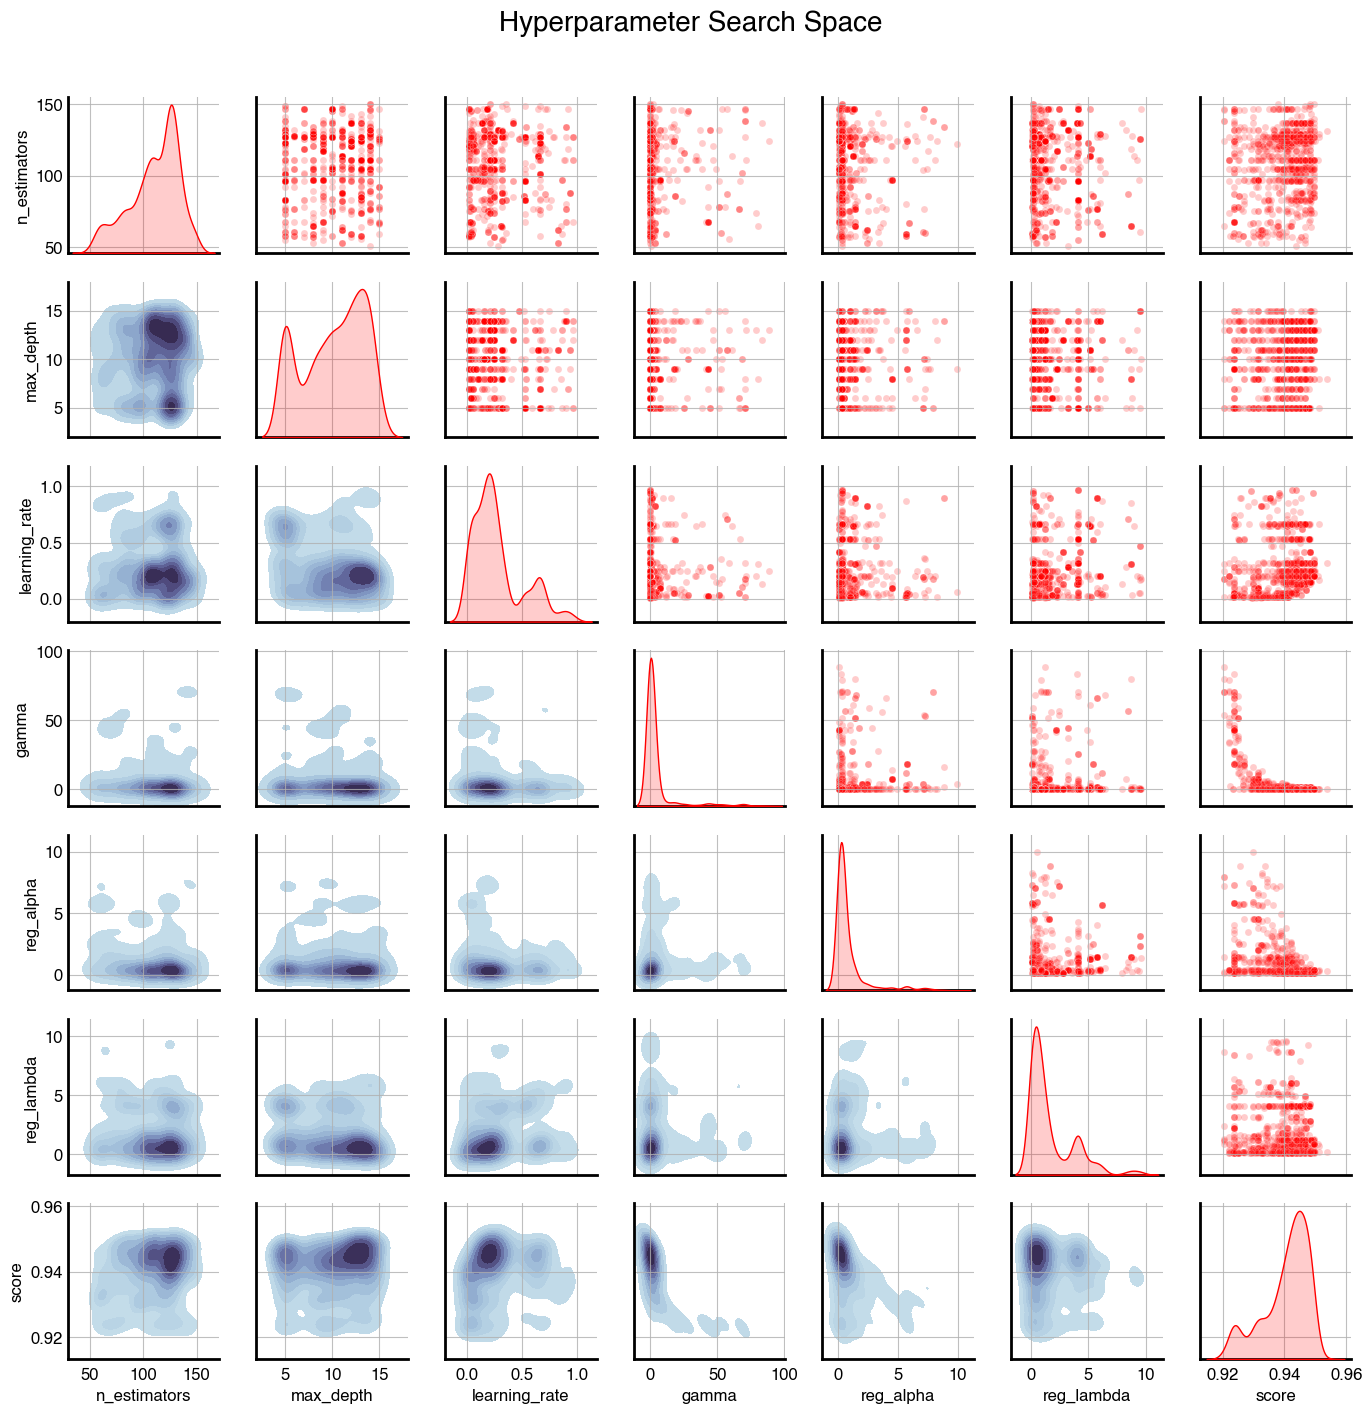 Hyperparameter Search Space
150
100
50
n_estimators
15
10
5
max_depth
1.0
0.5
0.0
learning_rate
100
50
0
gamma
10
5
0
reg_alpha
10
5
0
reg_lambda
0.96
0.94
0.92
score
50 100 150 5 10 15 0.0 0.5 1.0 0 50 100 0 5 10 0 5 10 0.92 0.94 0.96
n_estimators max_depth learning_rate gamma reg_alpha reg_lambda score